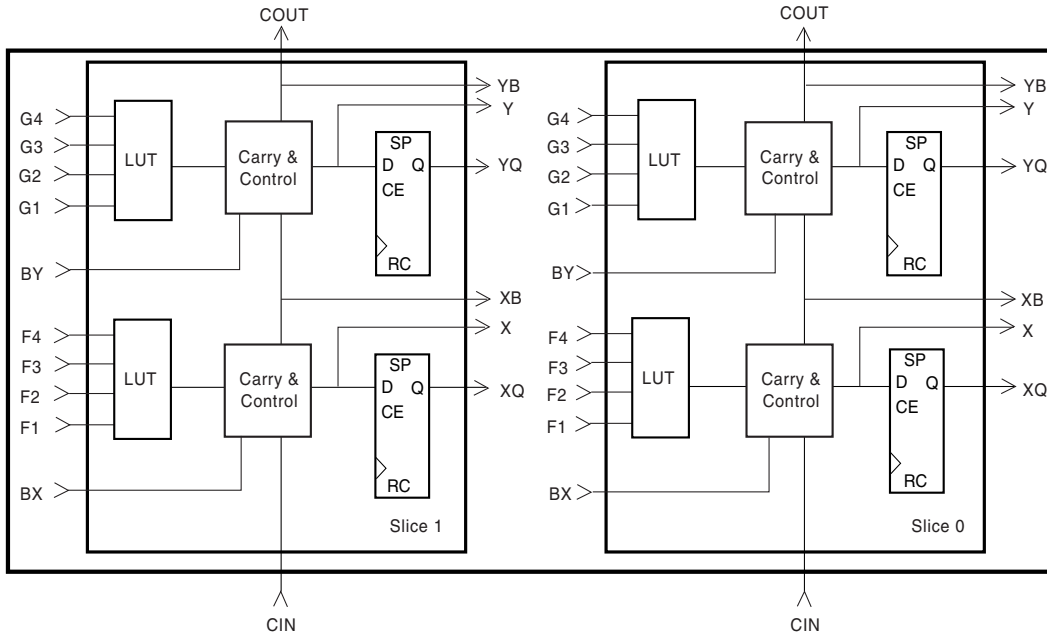 COUT
YB
Y
G4
G3
G2
G1
LUT
Carry &
Control
SP
D Q
CE
RC
YQ
BY
XB
X
F4
F3
F2
F1
LUT
Carry &
Control
SP
D Q
CE
RC
XQ
BX
Slice 1
CIN
COUT
YB
Y
G4
G3
G2
G1
LUT
Carry &
Control
SP
D Q
CE
RC
YQ
BY
XB
X
F4
F3
F2
F1
LUT
Carry &
Control
SP
D Q
CE
RC
XQ
BX
Slice 0
CIN